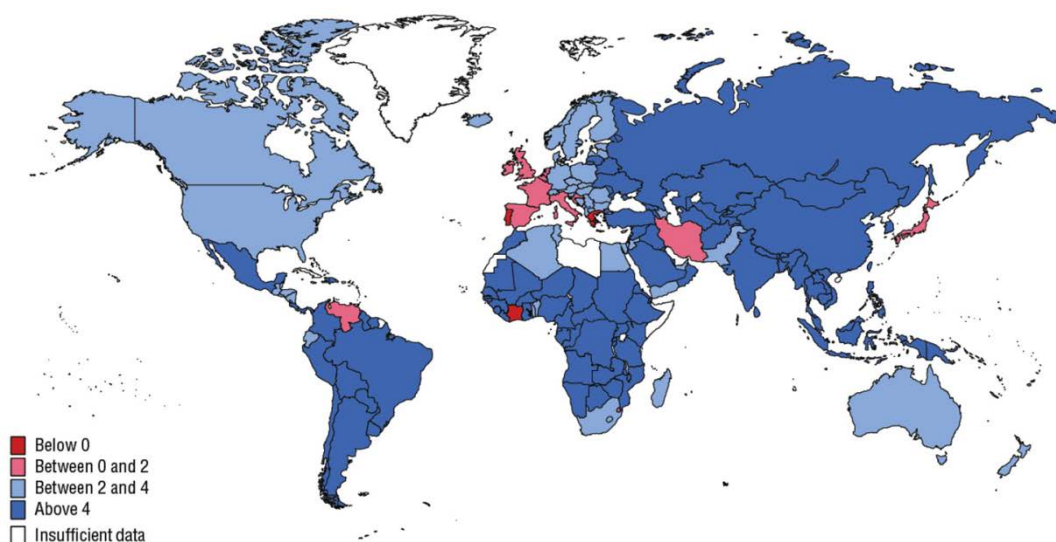 Below 0
Between 0 and 2
Between 2 and 4
Above 4
Insufficient data